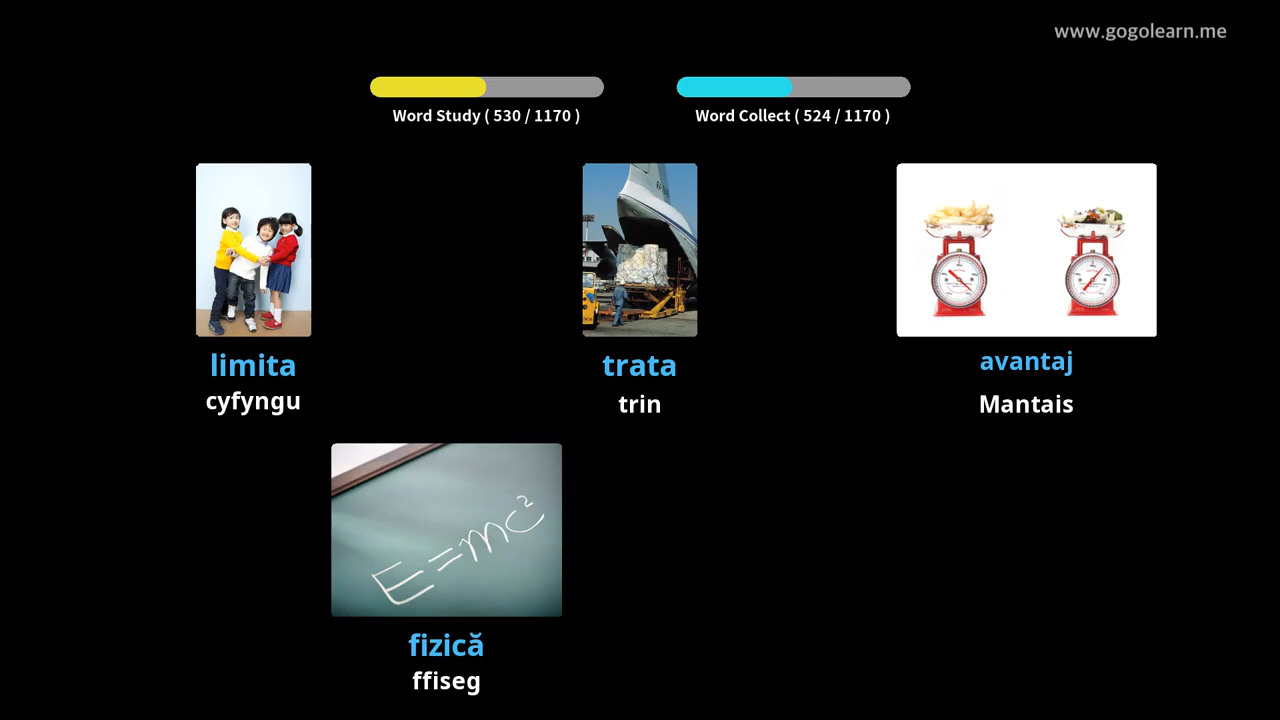 www.gogolearn.me
Word Study ( 530 / 1170 )
Word Collect ( 524 / 1170 )
limita
cyfyngu
trata
trin
avantaj
Mantais
E=mc²
fizică
ffiseg